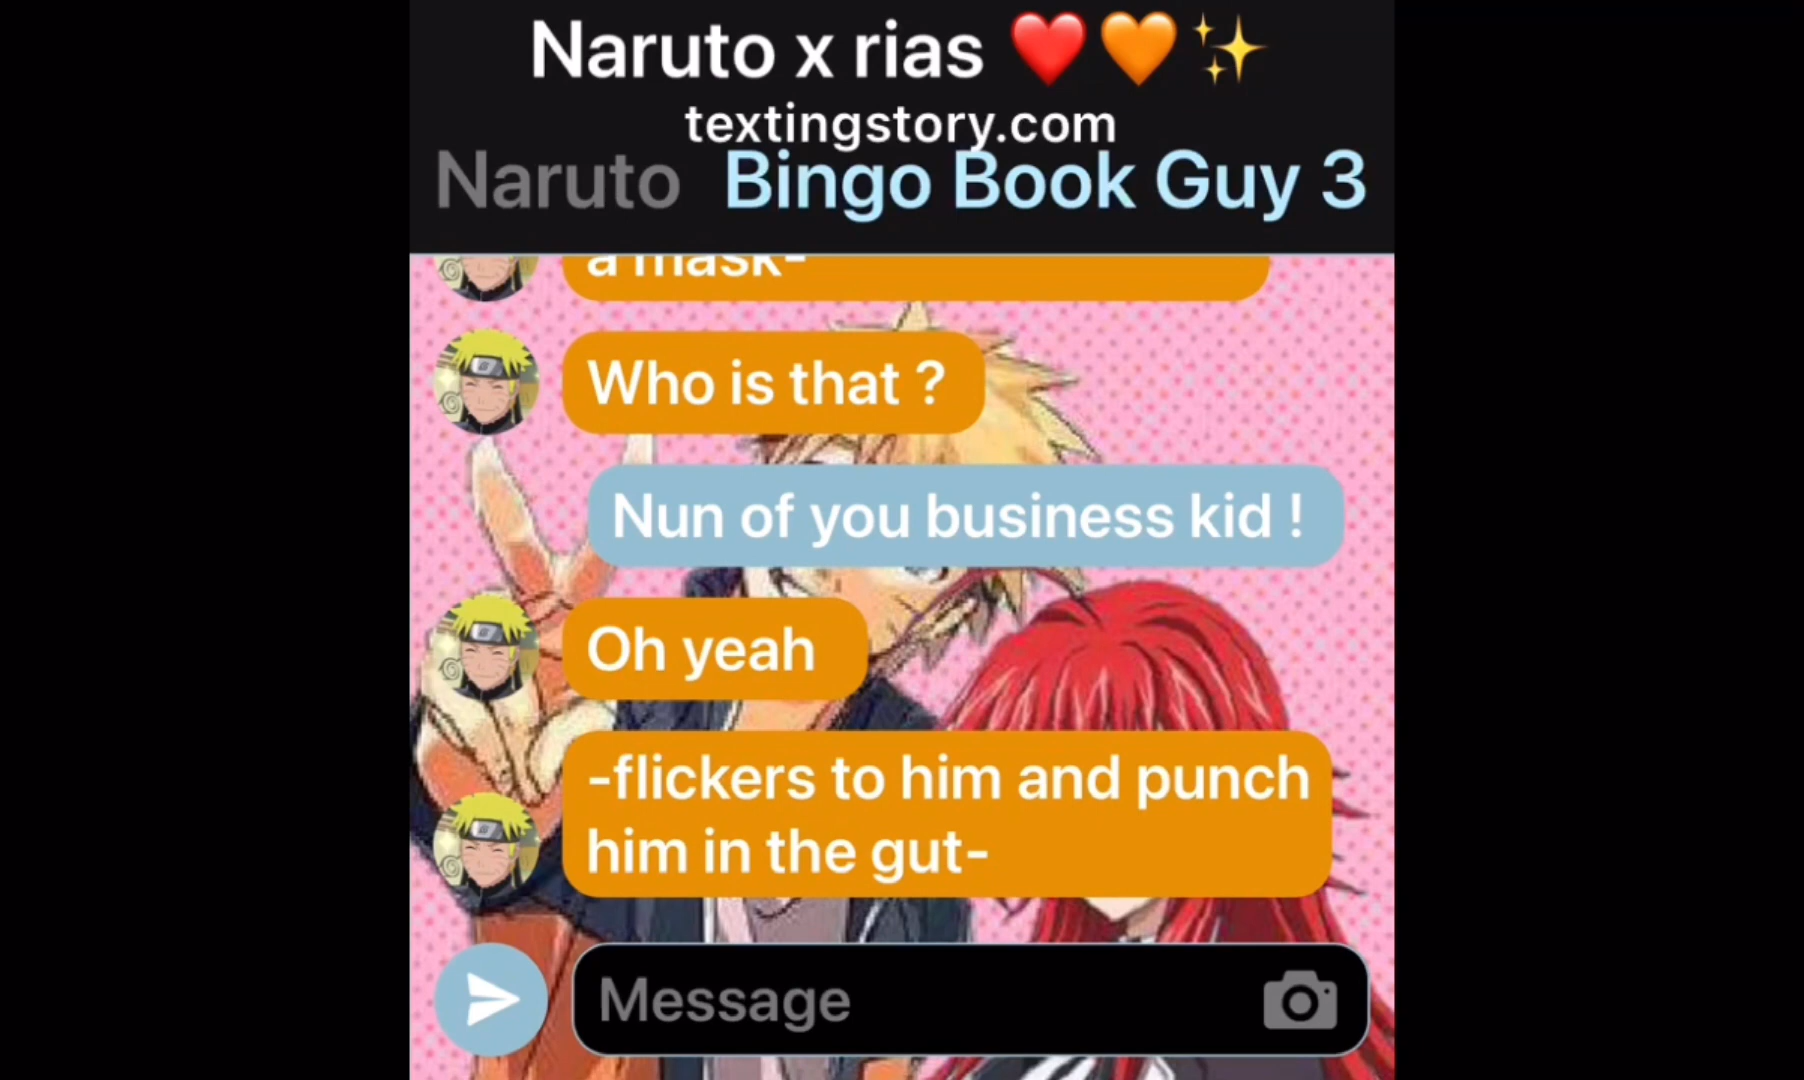 Naruto x rias ❤️🧡✨
textingstory.com
Naruto Bingo Book Guy 3
a mask-
Who is that ?
Nun of you business kid !
Oh yeah
-flickers to him and punch
him in the gut-
Message